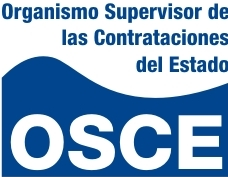 Organismo Supervisor de
las Contrataciones
del Estado
OSCE